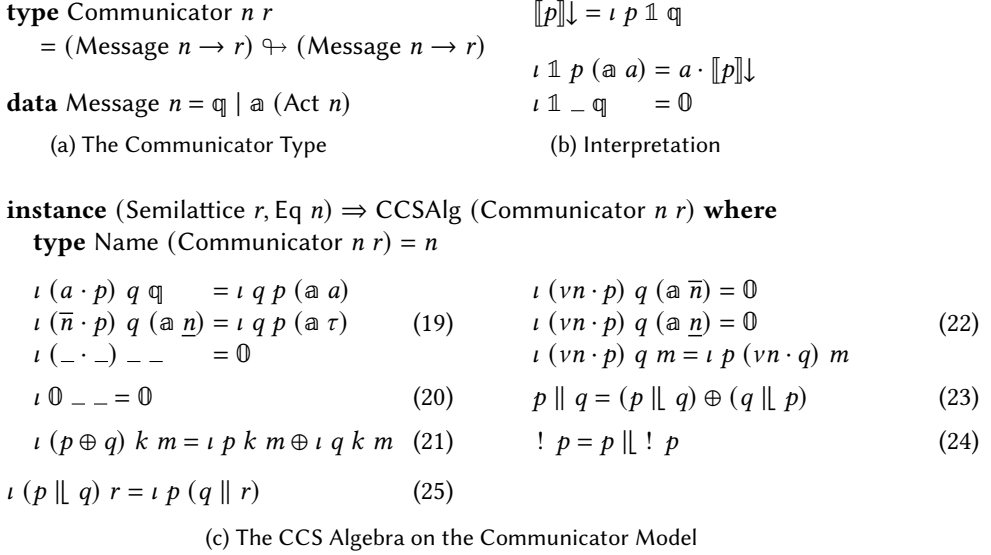 type Communicator n r
= (Message n → r) ↬ (Message n → r)
data Message n = 𝕢 | 𝕒 (Act n)
(a) The Communicator Type
⟦p⟧↓ = ι p 𝟙 𝕢
ι 𝟙 p (𝕒 a) = a · ⟦p⟧↓
ι 𝟙 _ 𝕢 = 𝟘
(b) Interpretation
instance (Semilattice r, Eq n) ⇒ CCSAlg (Communicator n r) where
type Name (Communicator n r) = n
ι (a · p) q 𝕢 = ι q p (𝕒 a)
ι (n̅ · p) q (𝕒 n̲) = ι q p (𝕒 τ) (19)
ι (_ · _) _ _ = 𝟘
ι 𝟘 _ _ = 𝟘 (20)
ι (p ⊕ q) k m = ι p k m ⊕ ι q k m (21)
ι (νn · p) q (𝕒 n̅) = 𝟘
ι (νn · p) q (𝕒 n̲) = 𝟘 (22)
ι (νn · p) q m = ι p (νn · q) m
p ∥ q = (p ⌊⌊ q) ⊕ (q ⌊⌊ p) (23)
! p = p ⌊⌊ ! p (24)
ι (p ⌊⌊ q) r = ι p (q ∥ r) (25)
(c) The CCS Algebra on the Communicator Model